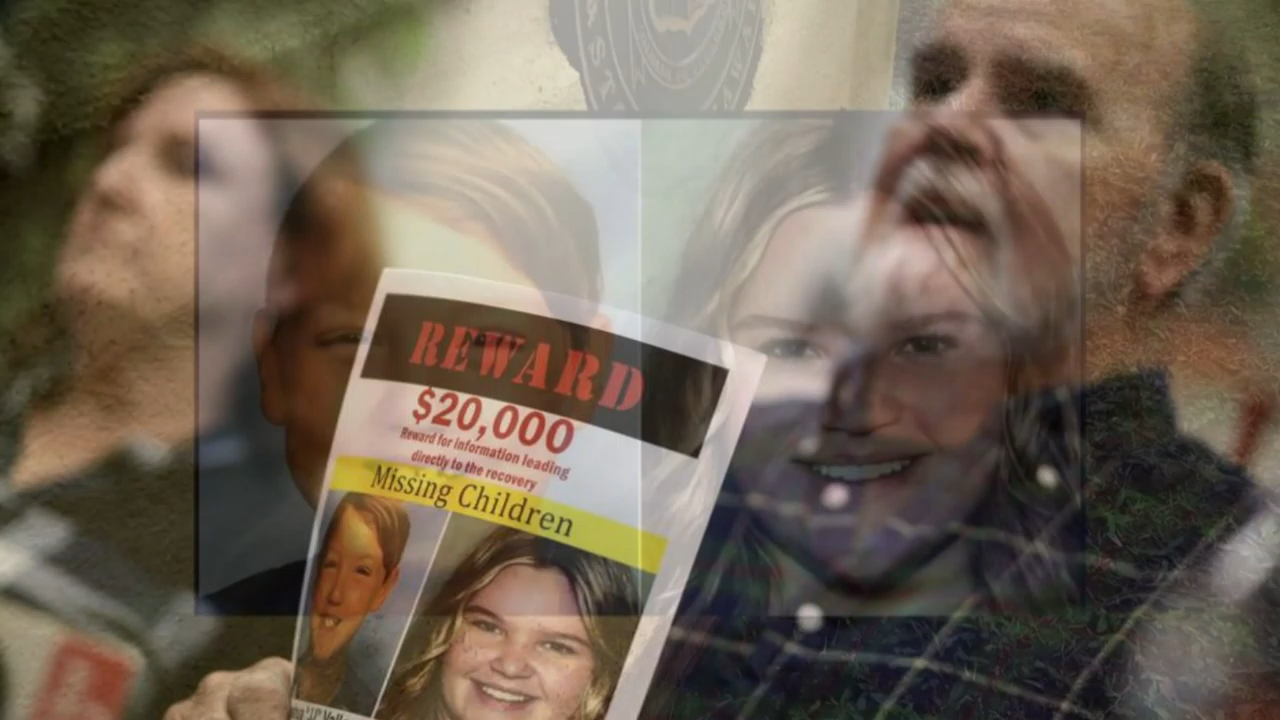 REWARD
$20,000
Reward for information leading
directly to the recovery
Missing Children